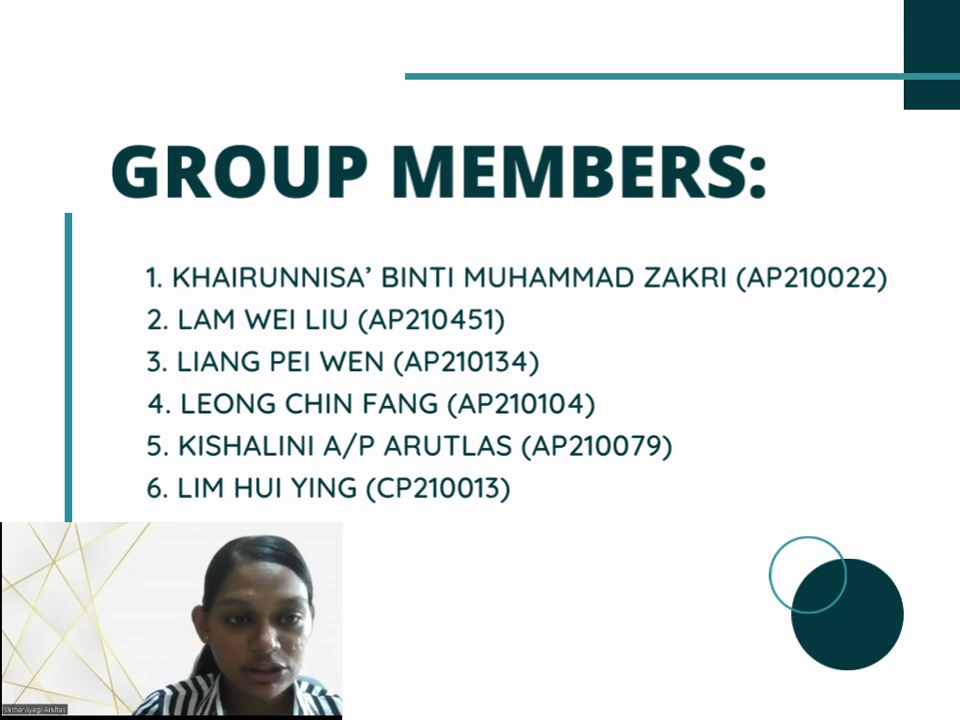 GROUP MEMBERS:
1. KHAIRUNNISA’ BINTI MUHAMMAD ZAKRI (AP210022)
2. LAM WEI LIU (AP210451)
3. LIANG PEI WEN (AP210134)
4. LEONG CHIN FANG (AP210104)
5. KISHALINI A/P ARUTLAS (AP210079)
6. LIM HUI YING (CP210013)